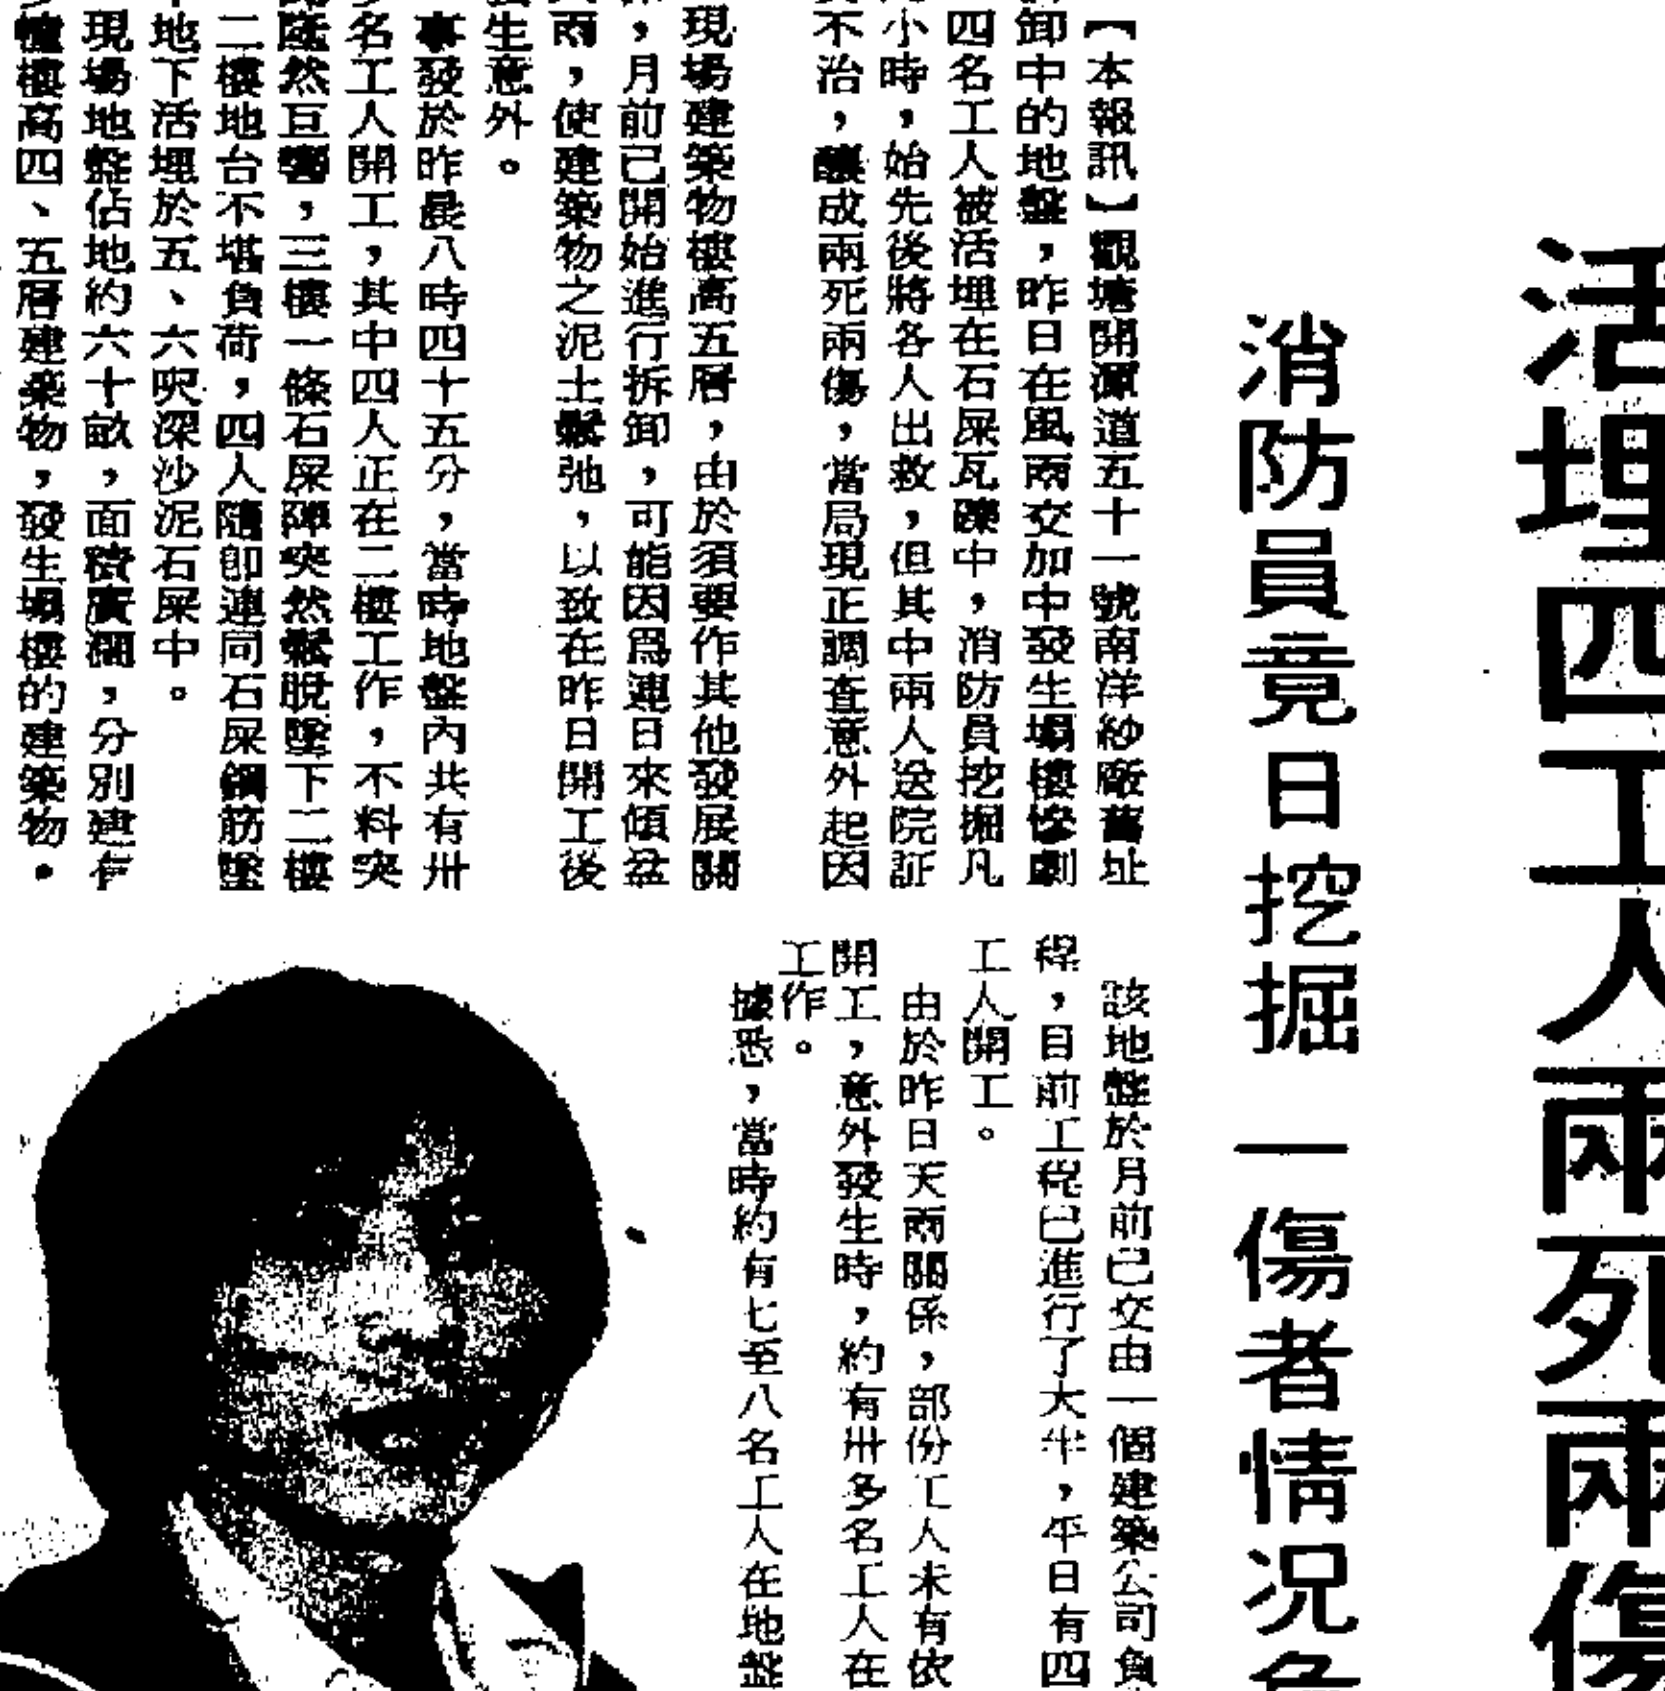 活埋四工人兩死兩傷
消防員竟日挖掘 一傷者情況危
【本報訊】觀塘開源道五十一號南洋紗廠舊址
卸中的地盤，昨日在風雨交加中發生塌樓慘劇
四名工人被活埋在石屎瓦礫中，消防員挖掘凡
小時，始先後將各人出救，但其中兩人送院証
不治，釀成兩死兩傷，當局現正調查意外起因
現場建築物樓高五層，由於須要作其他發展關
，月前已開始進行拆卸，可能因爲連日來傾盆
雨，使建築物之泥土鬆弛，以致在昨日開工後
生意外。
事發於昨晨八時四十五分，當時地盤內共有卅
名工人開工，其中四人正在二樓工作，不料突
隆然巨響，三樓一條石屎陣突然鬆脫墜下二樓
二樓地台不堪負荷，四人隨卽連同石屎鋼筋墜
地下活埋於五、六呎深沙泥石屎中。
現場地盤佔地約六十畝，面積廣闊，分別建有
幢樓高四、五層建築物，發生塌樓的建築物。
該地盤於月前已交由一個建築公司負
程，目前工程已進行了大半，平日有四
工人開工。
由於昨日天雨關係，部份工人未有依
開工，意外發生時，約有卅多名工人在
工作。
據悉，當時約有七至八名工人在地盤